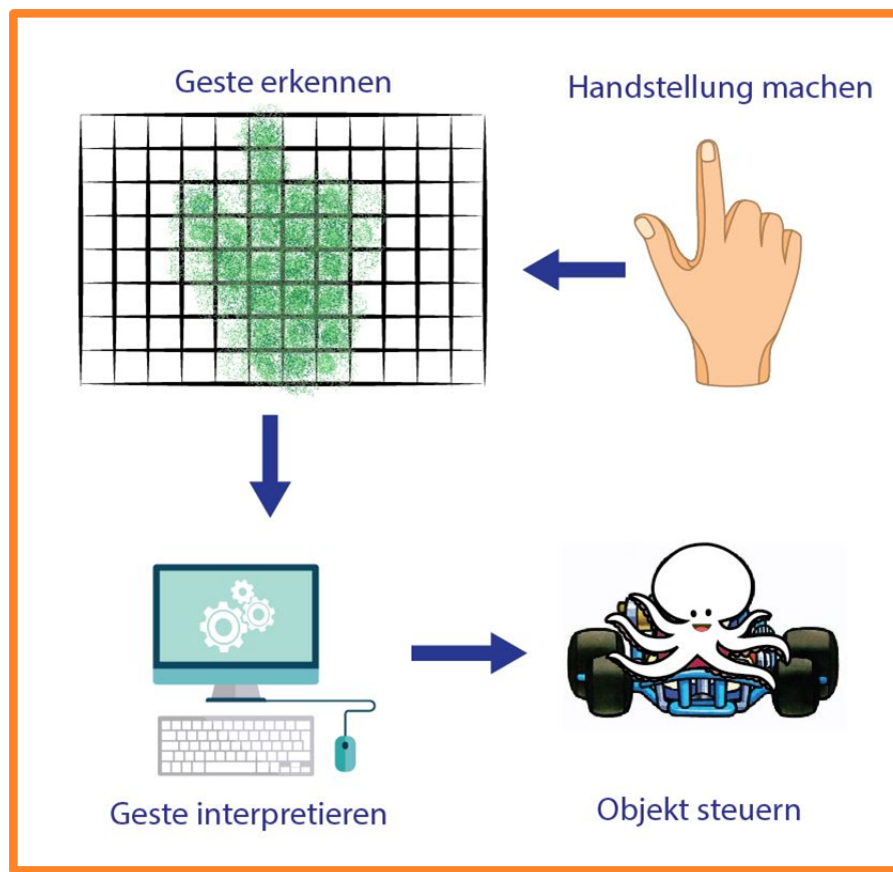 Geste erkennen
Handstellung machen
Geste interpretieren
Objekt steuern